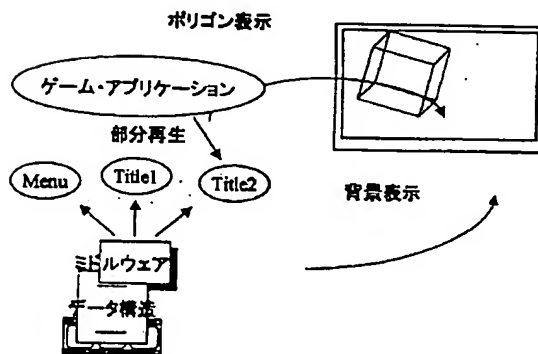 ポリゴン表示
ゲーム・アプリケーション
部分再生
Menu
Title1
Title2
背景表示
ミドルウェア
データ構造